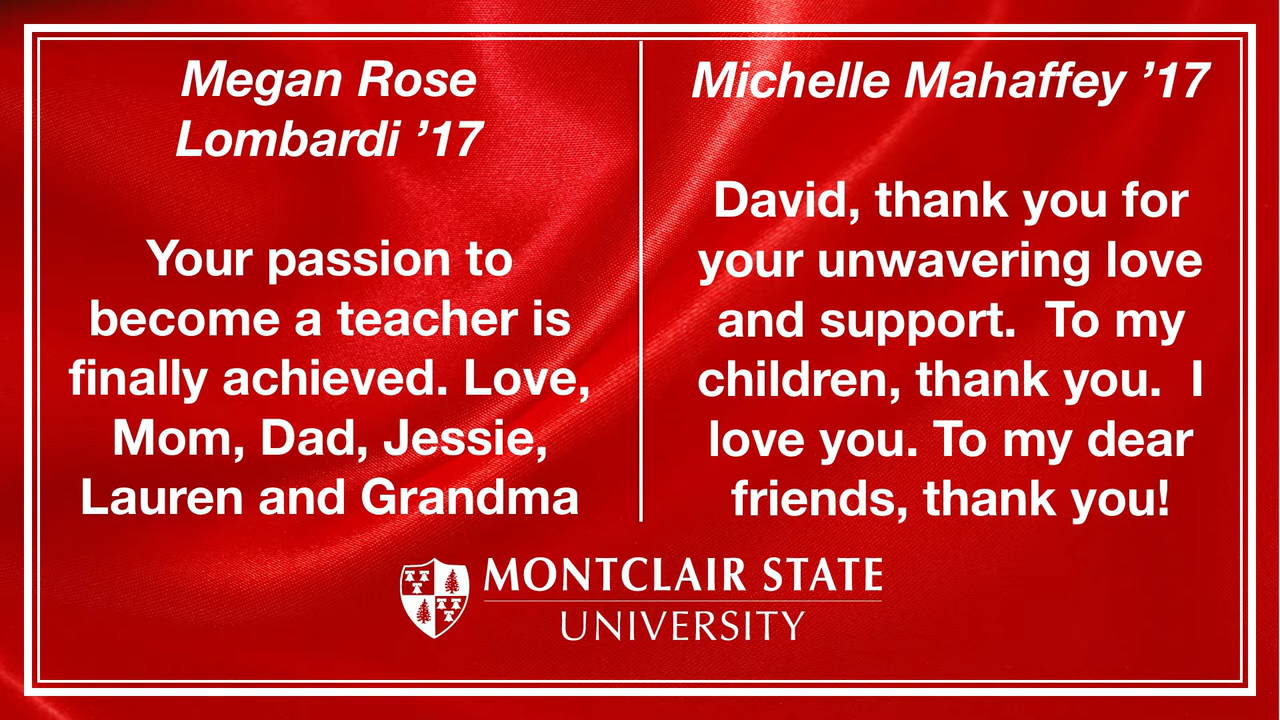 Megan Rose
Lombardi ’17
Your passion to
become a teacher is
finally achieved. Love,
Mom, Dad, Jessie,
Lauren and Grandma
Michelle Mahaffey ’17
David, thank you for
your unwavering love
and support.  To my
children, thank you.  I
love you. To my dear
friends, thank you!
MONTCLAIR STATE
UNIVERSITY